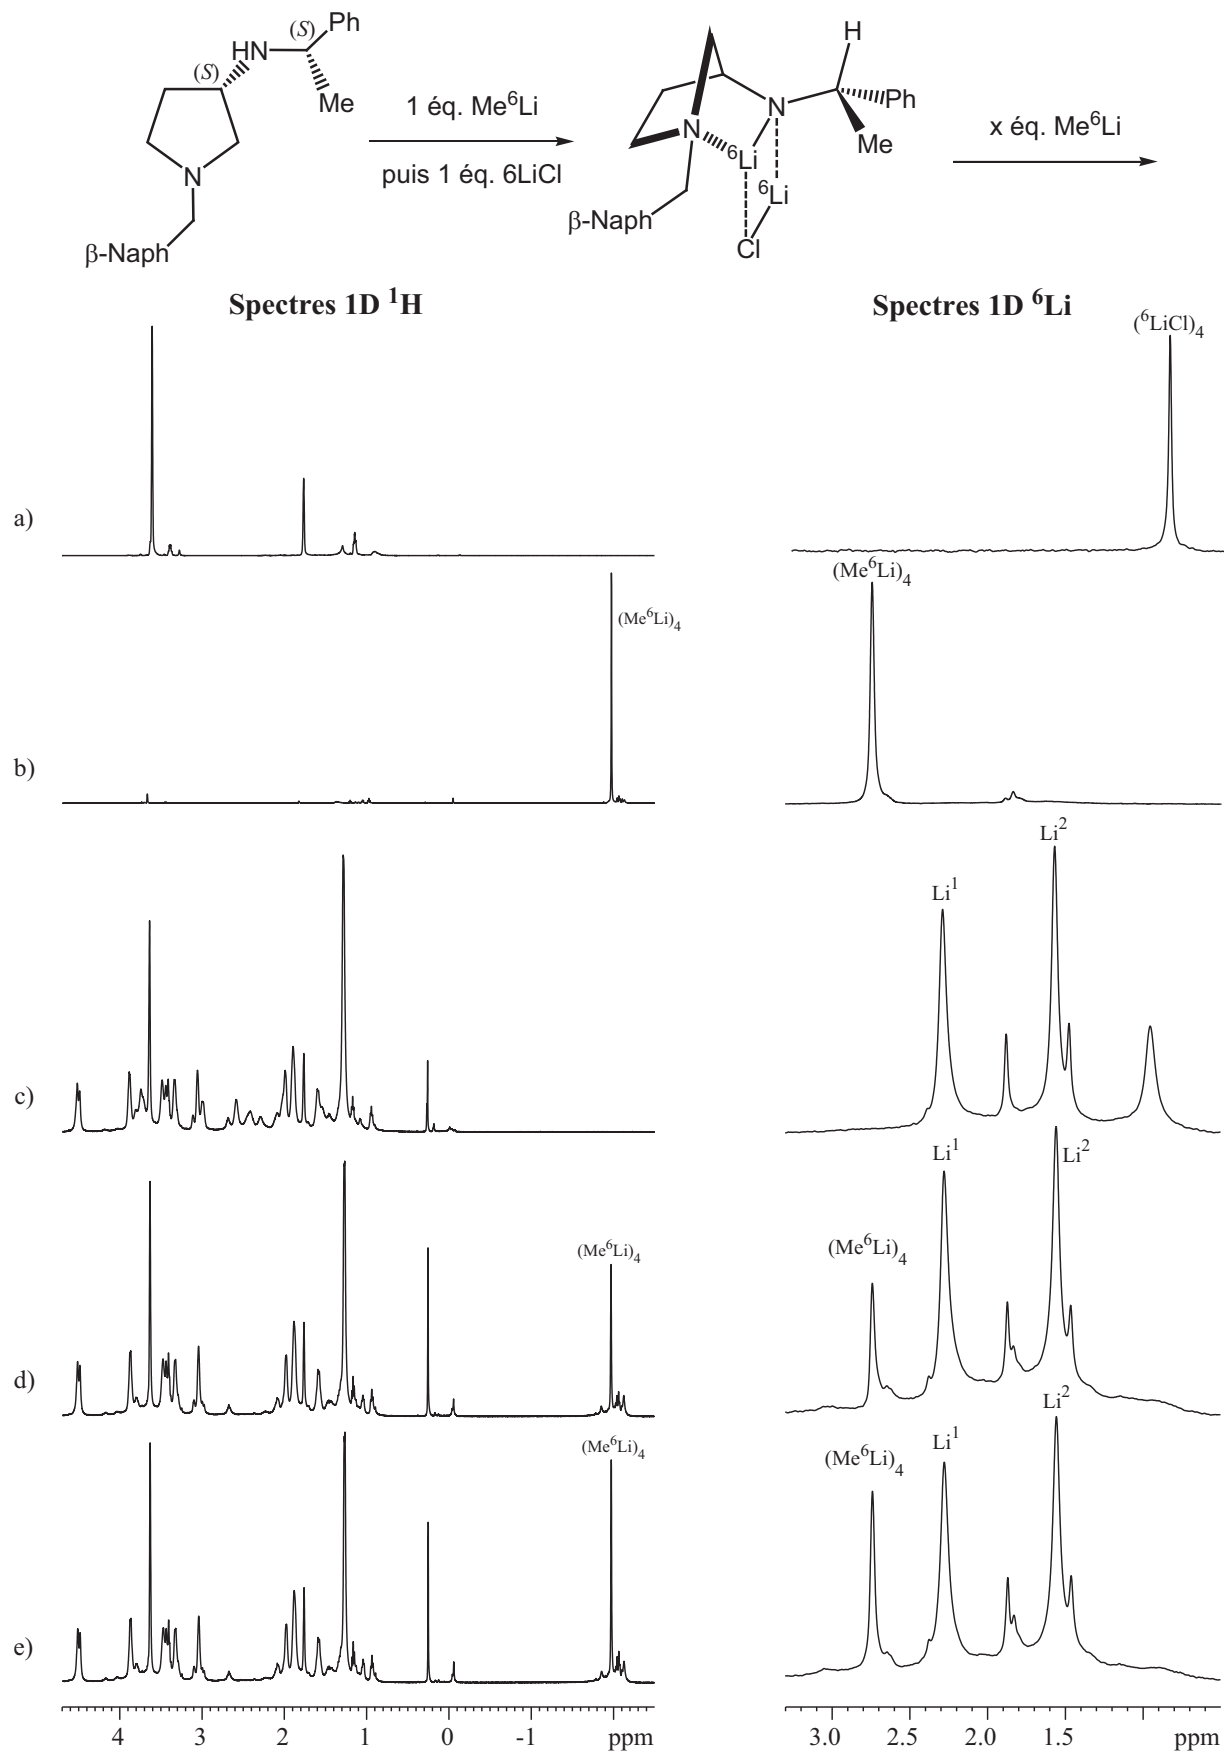 (S) Ph
HN
(S)
Me
N
β-Naph
1 éq. Me⁶Li
puis 1 éq. 6LiCl
H
N
Ph
N
Me
⁶Li
⁶Li
β-Naph
Cl
x éq. Me⁶Li
Spectres 1D ¹H
Spectres 1D ⁶Li
(⁶LiCl)₄
a)
(Me⁶Li)₄
(Me⁶Li)₄
b)
Li¹
Li²
c)
Li¹
Li²
(Me⁶Li)₄
(Me⁶Li)₄
d)
Li¹
Li²
(Me⁶Li)₄
(Me⁶Li)₄
e)
4 3 2 1 0 -1 ppm
3.0 2.5 2.0 1.5 ppm